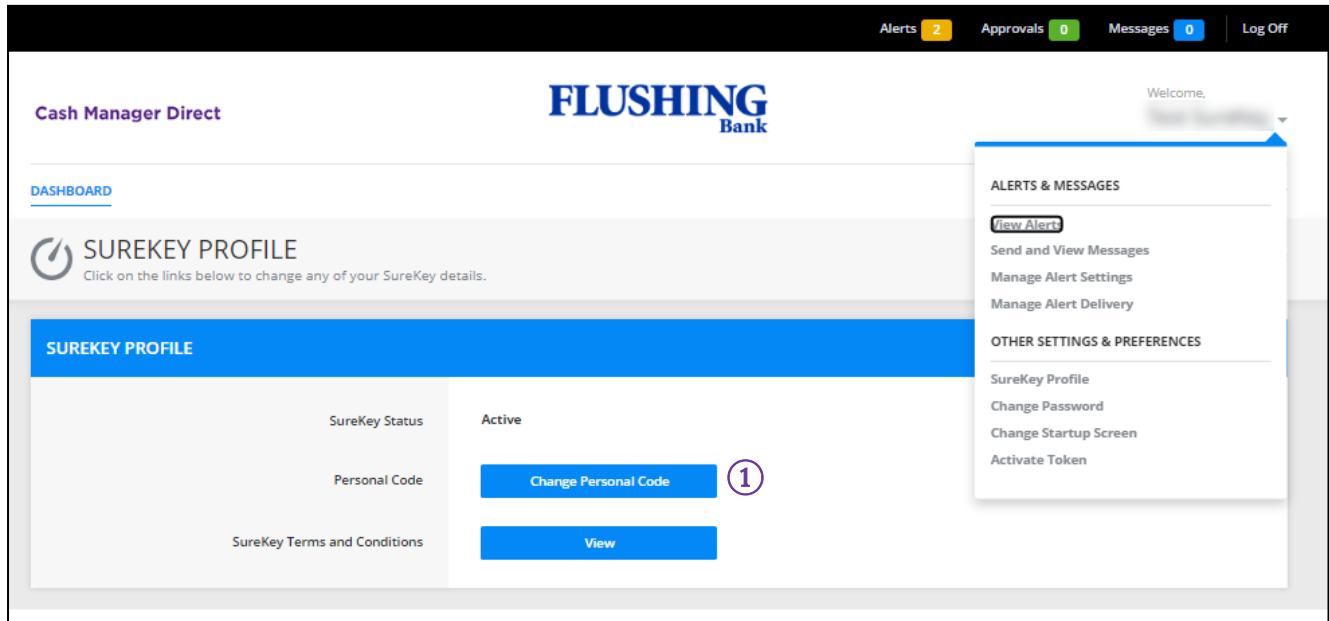 Alerts 2 Approvals 0 Messages 0 Log Off
Cash Manager Direct
FLUSHING
Bank
Welcome,
DASHBOARD
SUREKEY PROFILE
Click on the links below to change any of your SureKey details.
ALERTS & MESSAGES
View Alerts
Send and View Messages
Manage Alert Settings
Manage Alert Delivery
OTHER SETTINGS & PREFERENCES
SureKey Profile
Change Password
Change Startup Screen
Activate Token
SUREKEY PROFILE
SureKey Status Active
Personal Code Change Personal Code ①
SureKey Terms and Conditions View